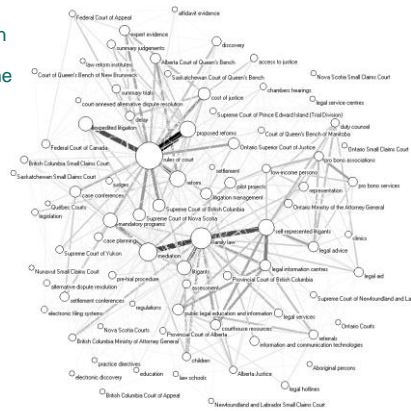 n
ne
Federal Court of Appeal
affidavit evidence
expert evidence
summary judgements
discovery
law reform institutes
Alberta Court of Queen's Bench
access to justice
Court of Queen's Bench of New Brunswick
Saskatchewan Court of Queen's Bench
Nova Scotia Small Claims Court
summary trials
chambers hearings
court-annexed alternative dispute resolution
cost of justice
legal service centres
delay
Supreme Court of Prince Edward Island (Trial Division)
expedited litigation
proposed reforms
Court of Queen's Bench of Manitoba
duty counsel
Federal Court of Canada
Ontario Superior Court of Justice
Ontario Small Claims Court
rules of court
pro bono associations
British Columbia Small Claims Court
settlement
low-income persons
Saskatchewan Small Claims Court
judges
reform
pilot projects
representation
pro bono services
case conferences
litigation management
Québec Courts
Supreme Court of British Columbia
Ontario Ministry of the Attorney General
legislation
mandatory programs
Supreme Court of Nova Scotia
case planning
family law
self-represented litigants
clinics
Supreme Court of Yukon
mediation
legal advice
Nunavut Small Claims Court
pre-trial procedure
litigants
legal information centres
legal aid
alternative dispute resolution
assessment
Provincial Court of British Columbia
settlement conferences
Supreme Court of Newfoundland and La
electronic filing systems
regulations
public legal education and information
legal services
Nova Scotia Courts
courthouse resources
Ontario Courts
British Columbia Ministry of Attorney General
Provincial Court of Alberta
referrals
information and communication technologies
practice directives
children
Aboriginal persons
electronic discovery
education
law schools
Alberta Justice
legal hotlines
British Columbia Court of Appeal
Newfoundland and Labrador Small Claims Court